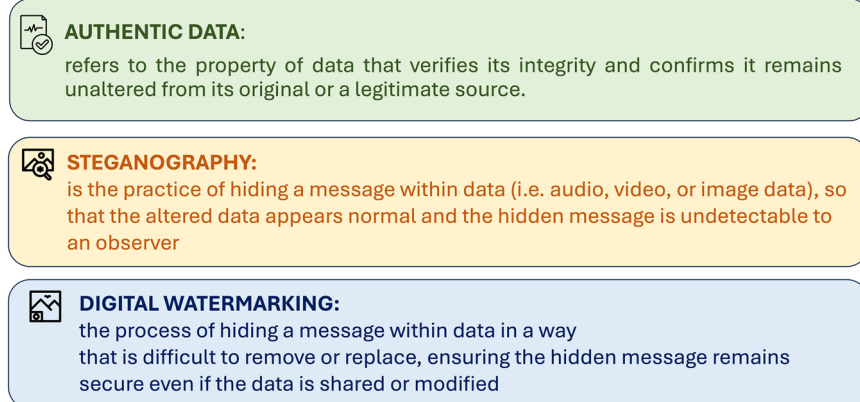 AUTHENTIC DATA:
refers to the property of data that verifies its integrity and confirms it remains
unaltered from its original or a legitimate source.
STEGANOGRAPHY:
is the practice of hiding a message within data (i.e. audio, video, or image data), so
that the altered data appears normal and the hidden message is undetectable to
an observer
DIGITAL WATERMARKING:
the process of hiding a message within data in a way
that is difficult to remove or replace, ensuring the hidden message remains
secure even if the data is shared or modified